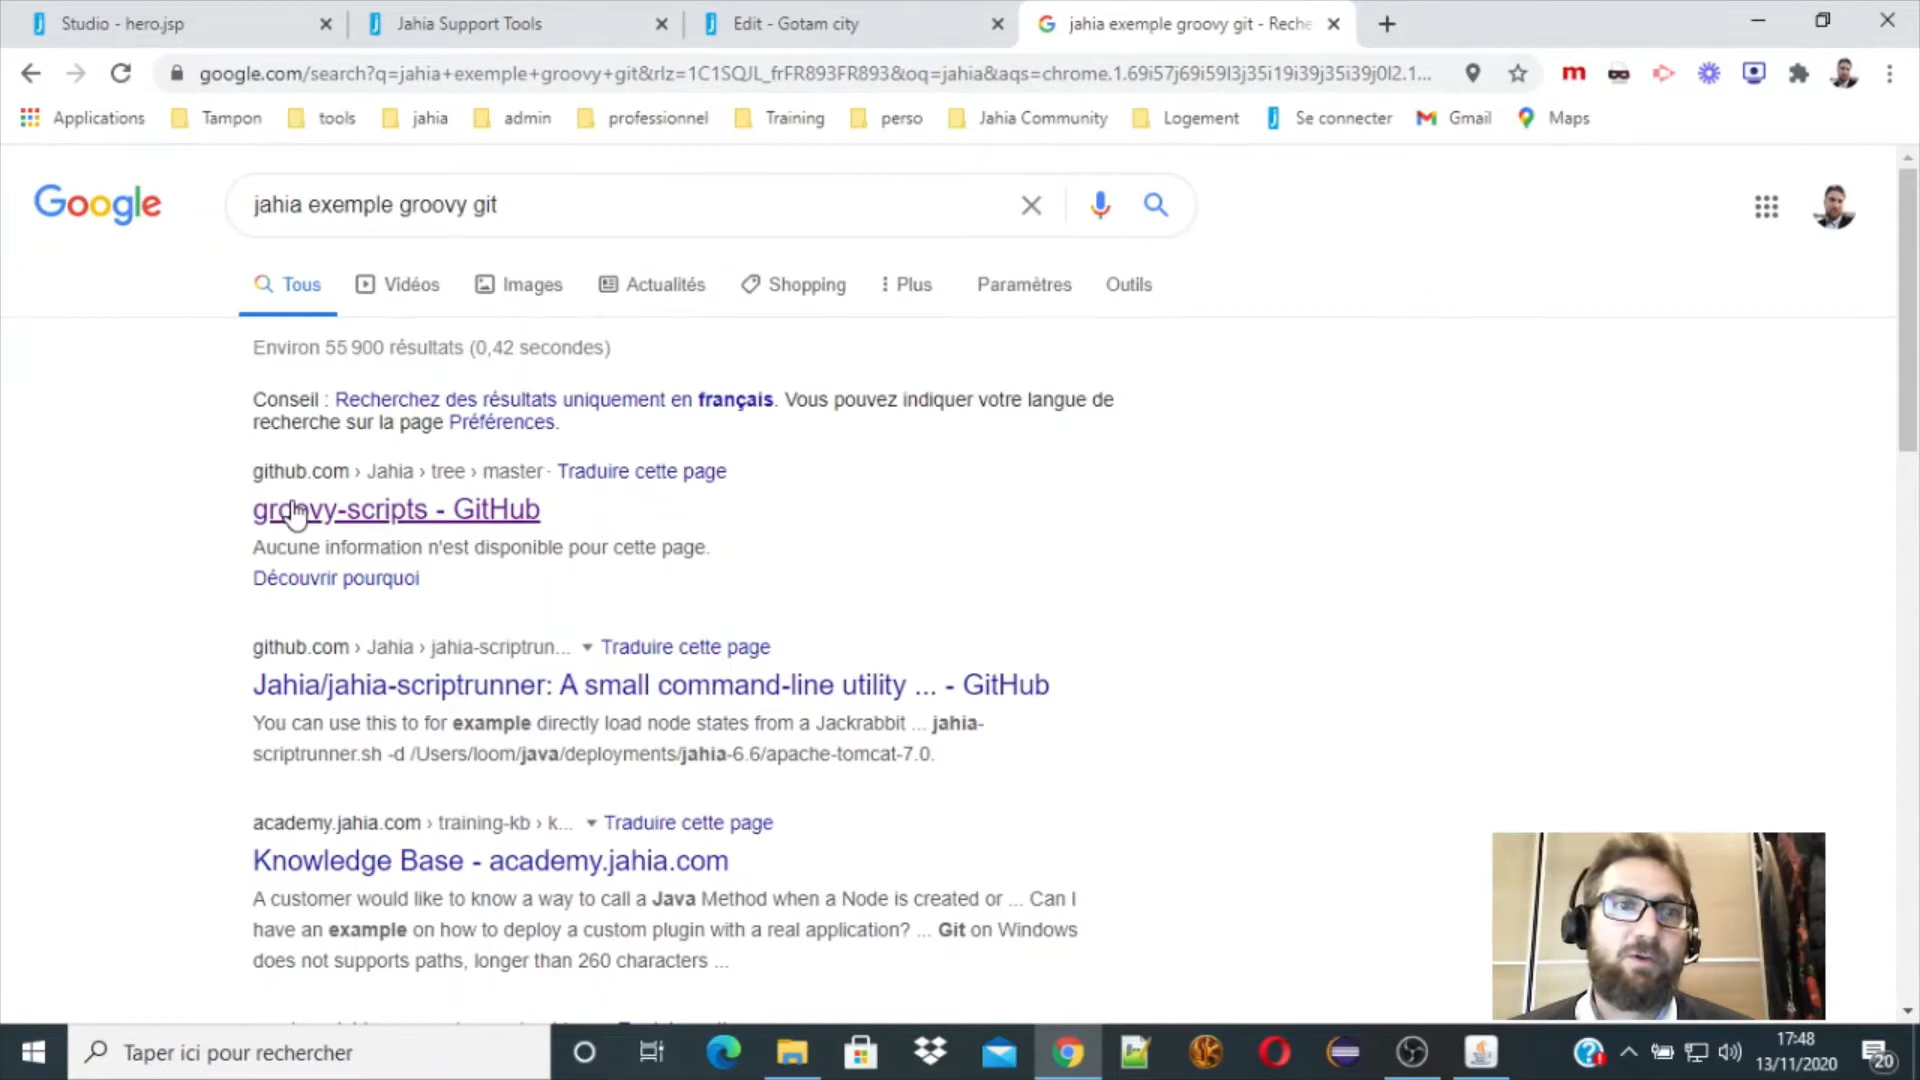 Studio - hero.jsp
Jahia Support Tools
Edit - Gotam city
jahia exemple groovy git - Reche
google.com/search?q=jahia+exemple+groovy+git&rlz=1C1SQJL_frFR893FR893&oq=jahia&aqs=chrome.1.69i57j69i59l3j35i19i39j35i39j0l2.1...
Applications
Tampon
tools
jahia
admin
professionnel
Training
perso
Jahia Community
Logement
Se connecter
Gmail
Maps
Google
jahia exemple groovy git
Tous
Vidéos
Images
Actualités
Shopping
Plus
Paramètres
Outils
Environ 55 900 résultats (0,42 secondes)
Conseil : Recherchez des résultats uniquement en français. Vous pouvez indiquer votre langue de
recherche sur la page Préférences.
github.com › Jahia › tree › master · Traduire cette page
groovy-scripts - GitHub
Aucune information n'est disponible pour cette page.
Découvrir pourquoi
github.com › Jahia › jahia-scriptrun... ▾ Traduire cette page
Jahia/jahia-scriptrunner: A small command-line utility ... - GitHub
You can use this to for example directly load node states from a Jackrabbit ... jahia-
scriptrunner.sh -d /Users/loom/java/deployments/jahia-6.6/apache-tomcat-7.0.
academy.jahia.com › training-kb › k... ▾ Traduire cette page
Knowledge Base - academy.jahia.com
A customer would like to know a way to call a Java Method when a Node is created or ... Can I
have an example on how to deploy a custom plugin with a real application? ... Git on Windows
does not supports paths, longer than 260 characters ...
Taper ici pour rechercher
17:48
13/11/2020
20